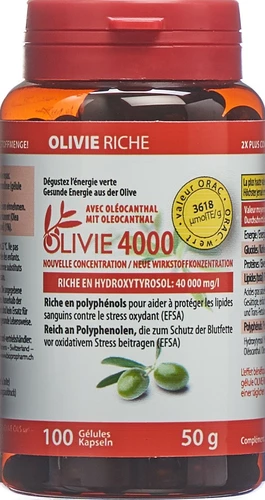 OLIVIE RICHE
2X PLUS
Dégustez l'énergie verte
Gesunde Energie aus der Olive
valeur ORAC
3618
µmolTE/g
ORAC-Wert
AVEC OLÉOCANTHAL
MIT OLEOCANTHAL
OLIVIE 4000
NOUVELLE CONCENTRATION / NEUE WIRKSTOFFKONZENTRATION
RICHE EN HYDROXYTYROSOL: 40 000 mg/l
Riche en polyphénols pour aider à protéger les lipides
sanguins contre le stress oxydant (EFSA)
Reich an Polyphenolen, die zum Schutz der Blutfette
vor oxidativem Stress beitragen (EFSA)
100 Gélules
Kapseln
50 g